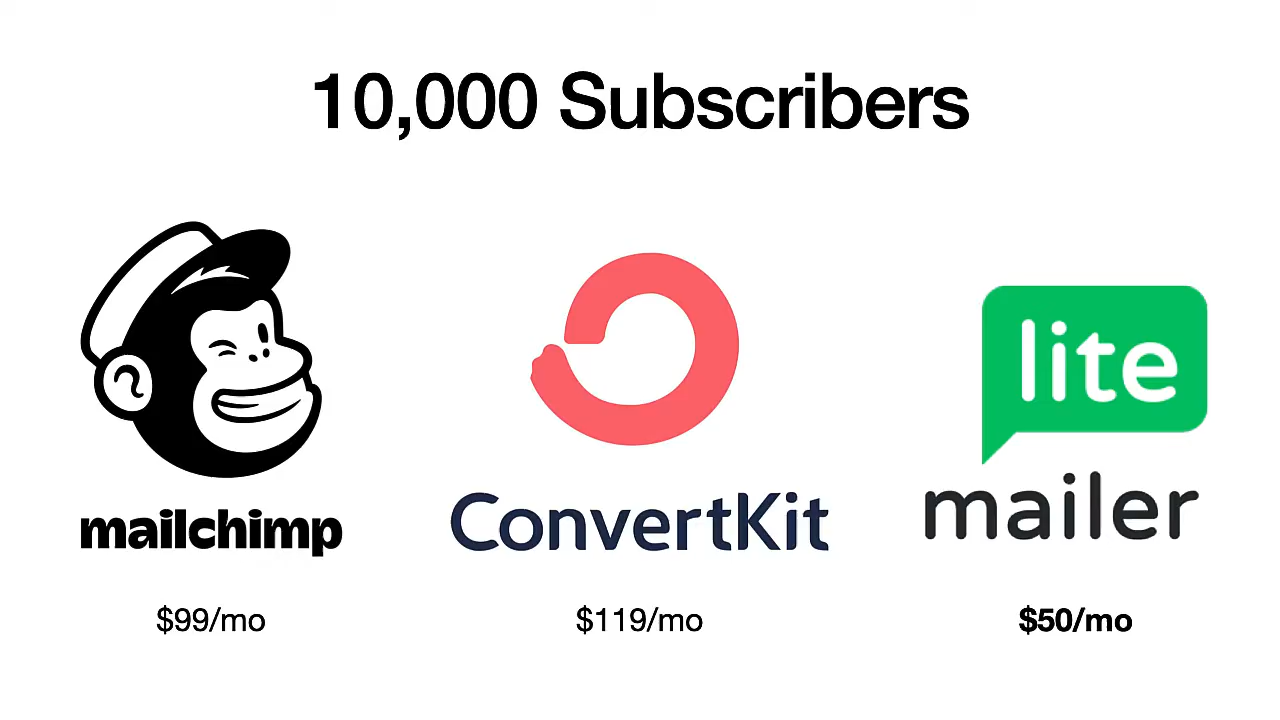 10,000 Subscribers
mailchimp
$99/mo
ConvertKit
$119/mo
lite
mailer
$50/mo